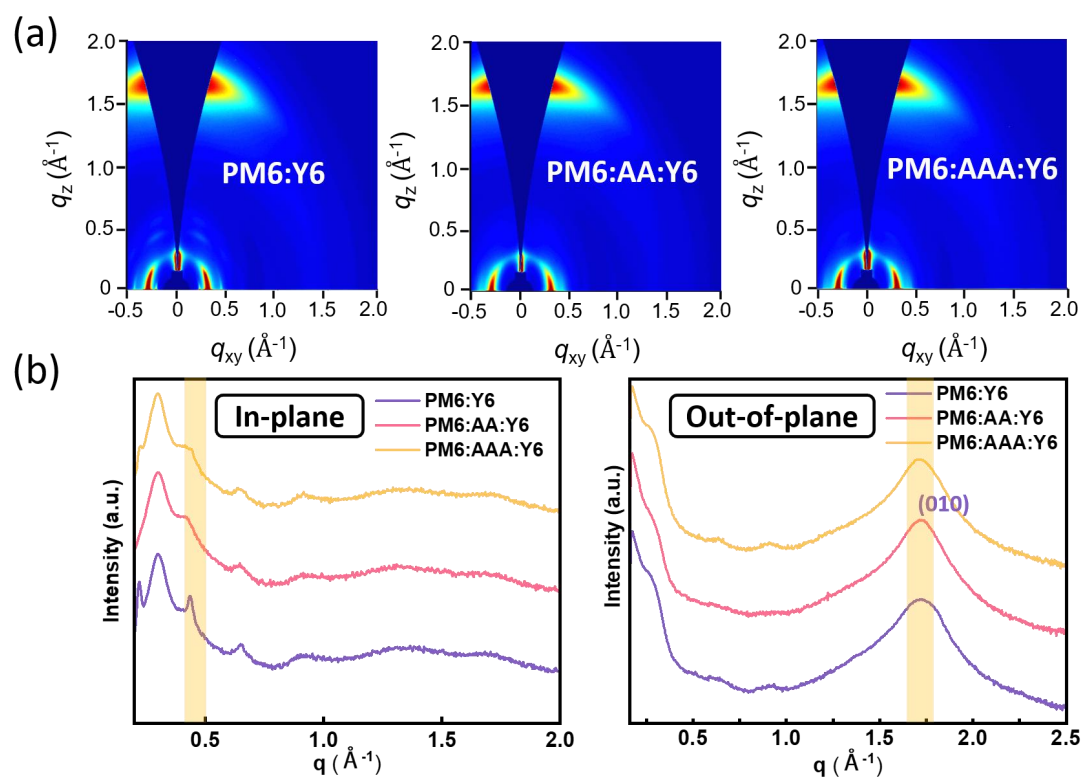 (a)
2.0
1.5
1.0
0.5
0
q_z (Å⁻¹)
PM6:Y6
-0.5 0 0.5 1.0 1.5 2.0
q_xy (Å⁻¹)
2.0
1.5
1.0
0.5
0
q_z (Å⁻¹)
PM6:AA:Y6
-0.5 0 0.5 1.0 1.5 2.0
q_xy (Å⁻¹)
2.0
1.5
1.0
0.5
0
q_z (Å⁻¹)
PM6:AAA:Y6
-0.5 0 0.5 1.0 1.5 2.0
q_xy (Å⁻¹)
(b)
In-plane
PM6:Y6
PM6:AA:Y6
PM6:AAA:Y6
Intensity (a.u.)
0.5 1.0 1.5 2.0
q ( Å⁻¹)
Out-of-plane
PM6:Y6
PM6:AA:Y6
PM6:AAA:Y6
(010)
Intensity (a.u.)
0.5 1.0 1.5 2.0 2.5
q ( Å⁻¹)